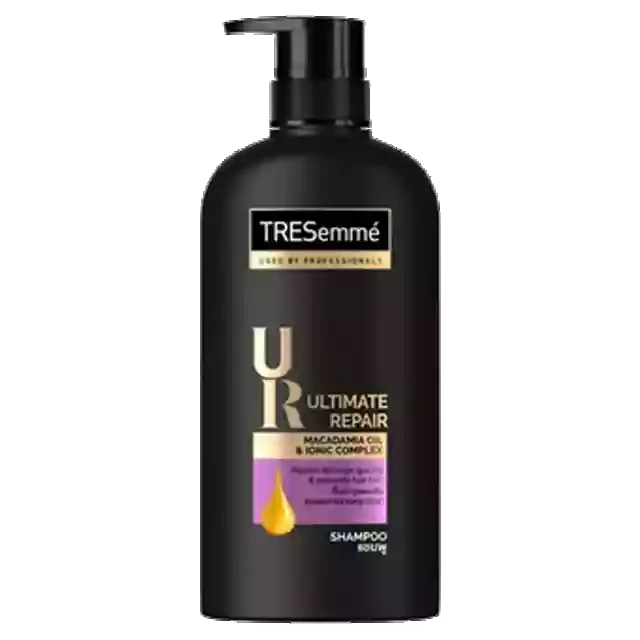 TRESemmé
USED BY PROFESSIONALS
UR
ULTIMATE
REPAIR
MACADAMIA OIL
& IONIC COMPLEX
SHAMPOO
แชมพู